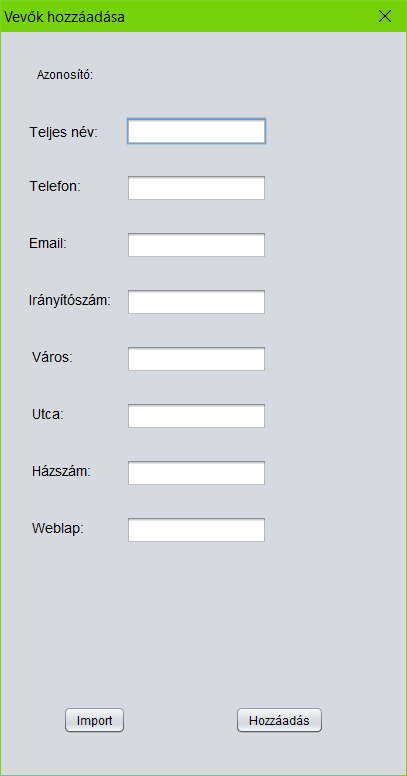 Vevők hozzáadása
Azonosító:
Teljes név:
Telefon:
Email:
Irányítószám:
Város:
Utca:
Házszám:
Weblap:
Import Hozzáadás